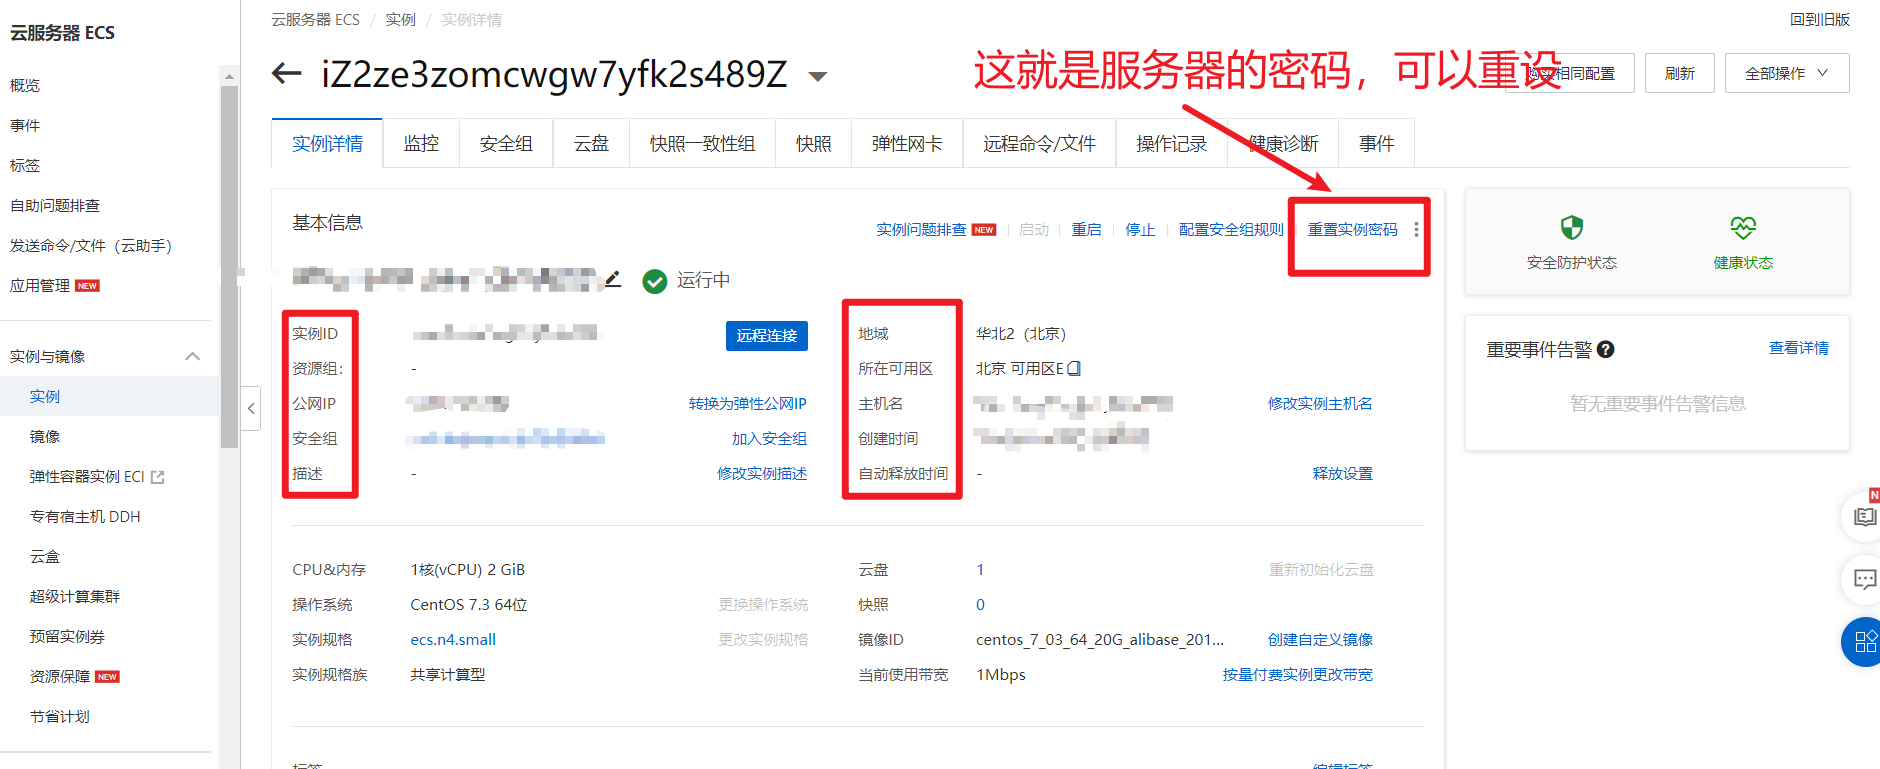 云服务器 ECS
概览
事件
标签
自助问题排查
发送命令/文件（云助手）
应用管理 NEW
实例与镜像
实例
镜像
弹性容器实例 ECI
专有宿主机 DDH
云盒
超级计算集群
预留实例券
资源保障 NEW
节省计划
云服务器 ECS / 实例 / 实例详情
回到旧版
iZ2ze3zomcwgw7yfk2s489Z
这就是服务器的密码，可以重设
购买相同配置 刷新 全部操作
实例详情 监控 安全组 云盘 快照一致性组 快照 弹性网卡 远程命令/文件 操作记录 健康诊断 事件
基本信息
实例问题排查 NEW 启动 重启 停止 配置安全组规则 重置实例密码
运行中
实例ID 远程连接
资源组： -
公网IP 转换为弹性公网IP
安全组 加入安全组
描述 - 修改实例描述
地域 华北2（北京）
所在可用区 北京 可用区E
主机名 修改实例主机名
创建时间
自动释放时间 - 释放设置
CPU&内存 1核(vCPU) 2 GiB
操作系统 CentOS 7.3 64位 更换操作系统
实例规格 ecs.n4.small 更改实例规格
实例规格族 共享计算型
云盘 1 重新初始化云盘
快照 0
镜像ID centos_7_03_64_20G_alibase_201... 创建自定义镜像
当前使用带宽 1Mbps 按量付费实例更改带宽
标签 编辑标签
安全防护状态 健康状态
重要事件告警 查看详情
暂无重要事件告警信息
N